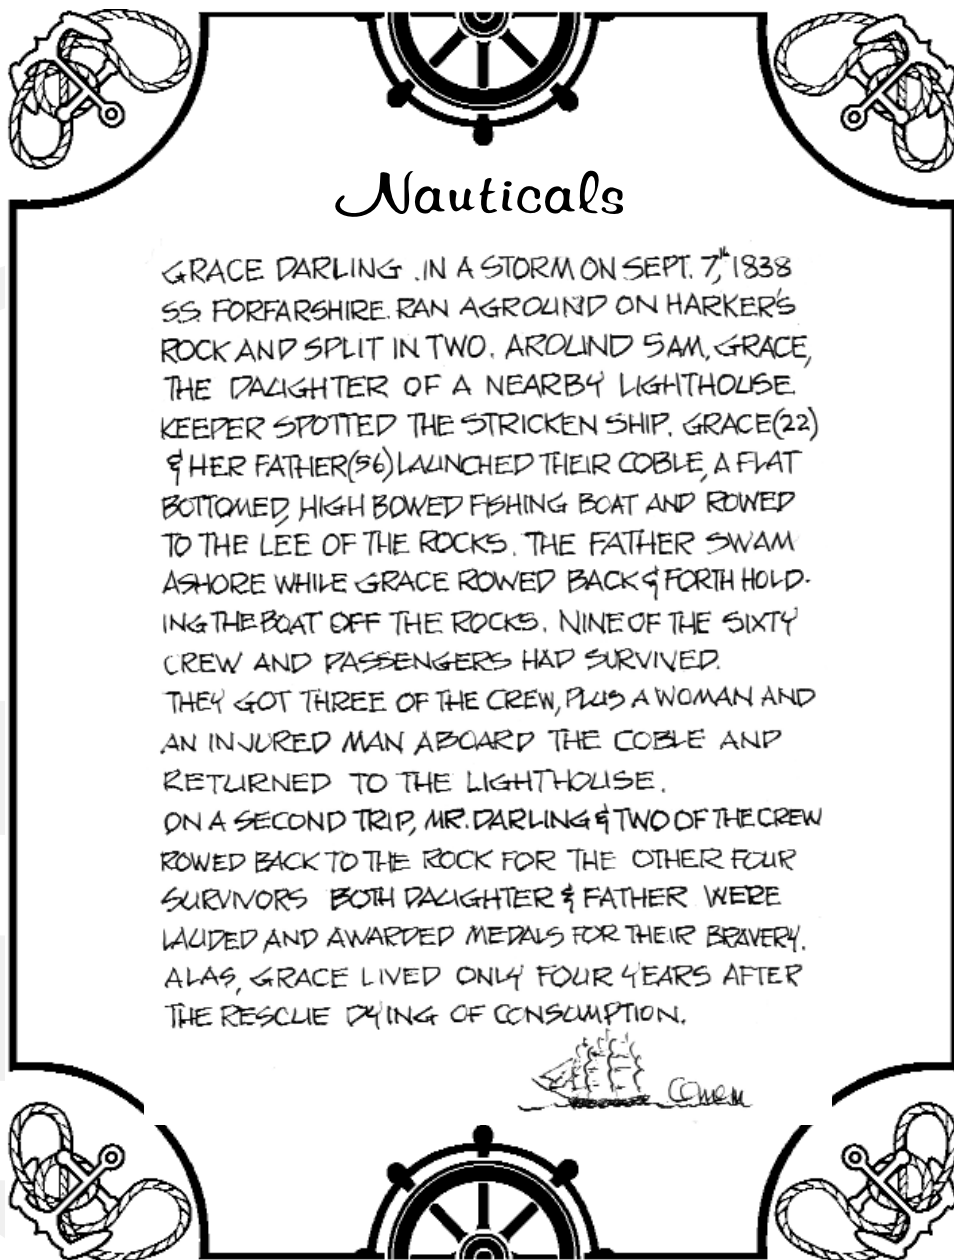 Nauticals
GRACE DARLING . IN A STORM ON SEPT. 7,th 1838
S.S. FORFARSHIRE. RAN AGROUND ON HARKER'S
ROCK AND SPLIT IN TWO. AROUND 5 AM, GRACE,
THE DAUGHTER OF A NEARBY LIGHTHOUSE
KEEPER SPOTTED THE STRICKEN SHIP. GRACE (22)
& HER FATHER (56) LAUNCHED THEIR COBLE, A FLAT
BOTTOMED, HIGH BOWED FISHING BOAT AND ROWED
TO THE LEE OF THE ROCKS. THE FATHER SWAM
ASHORE WHILE GRACE ROWED BACK & FORTH HOLD-
ING THE BOAT OFF THE ROCKS. NINE OF THE SIXTY
CREW AND PASSENGERS HAD SURVIVED.
THEY GOT THREE OF THE CREW, PLUS A WOMAN AND
AN INJURED MAN ABOARD THE COBLE AND
RETURNED TO THE LIGHTHOUSE.
ON A SECOND TRIP, MR. DARLING & TWO OF THE CREW
ROWED BACK TO THE ROCK FOR THE OTHER FOUR
SURVIVORS BOTH DAUGHTER & FATHER WERE
LAUDED AND AWARDED MEDALS FOR THEIR BRAVERY.
ALAS, GRACE LIVED ONLY FOUR YEARS AFTER
THE RESCUE DYING OF CONSUMPTION.